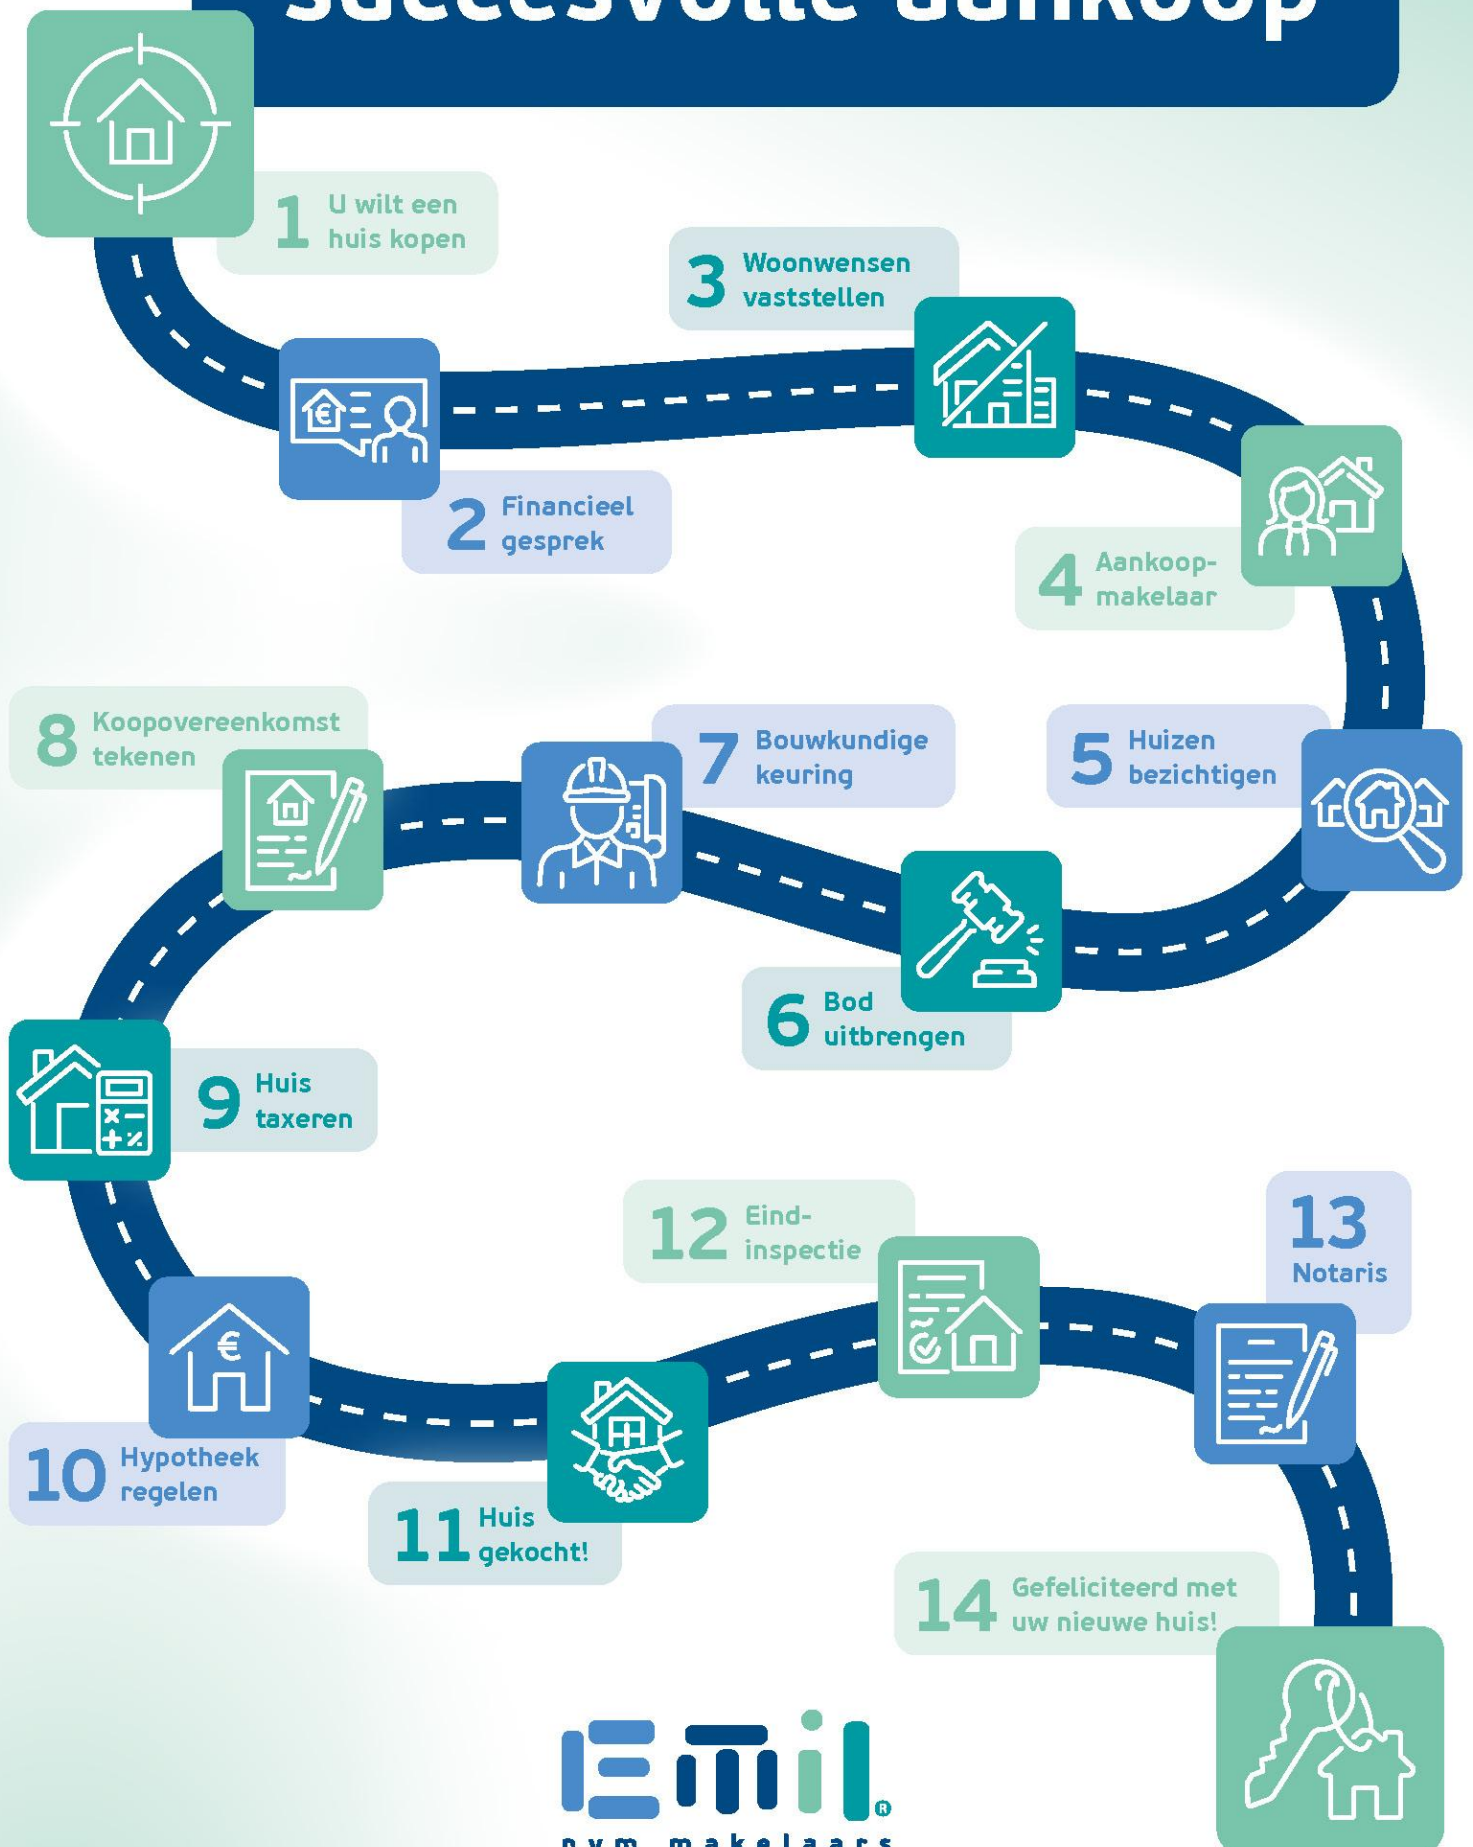 succesvolle aankoop
1 U wilt een
huis kopen
3 Woonwensen
vaststellen
2 Financieel
gesprek
4 Aankoop-
makelaar
8 Koopovereenkomst
tekenen
7 Bouwkundige
keuring
5 Huizen
bezichtigen
6 Bod
uitbrengen
9 Huis
taxeren
12 Eind-
inspectie
13
Notaris
10 Hypotheek
regelen
11 Huis
gekocht!
14 Gefeliciteerd met
uw nieuwe huis!
Emil®
nvm makelaars